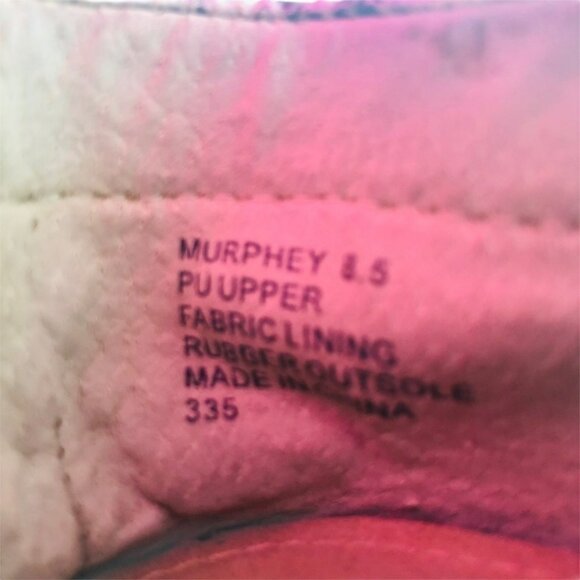 MURPHEY 8.5
PU UPPER
FABRIC LINING
RUBBER OUTSOLE
MADE IN CHINA
335